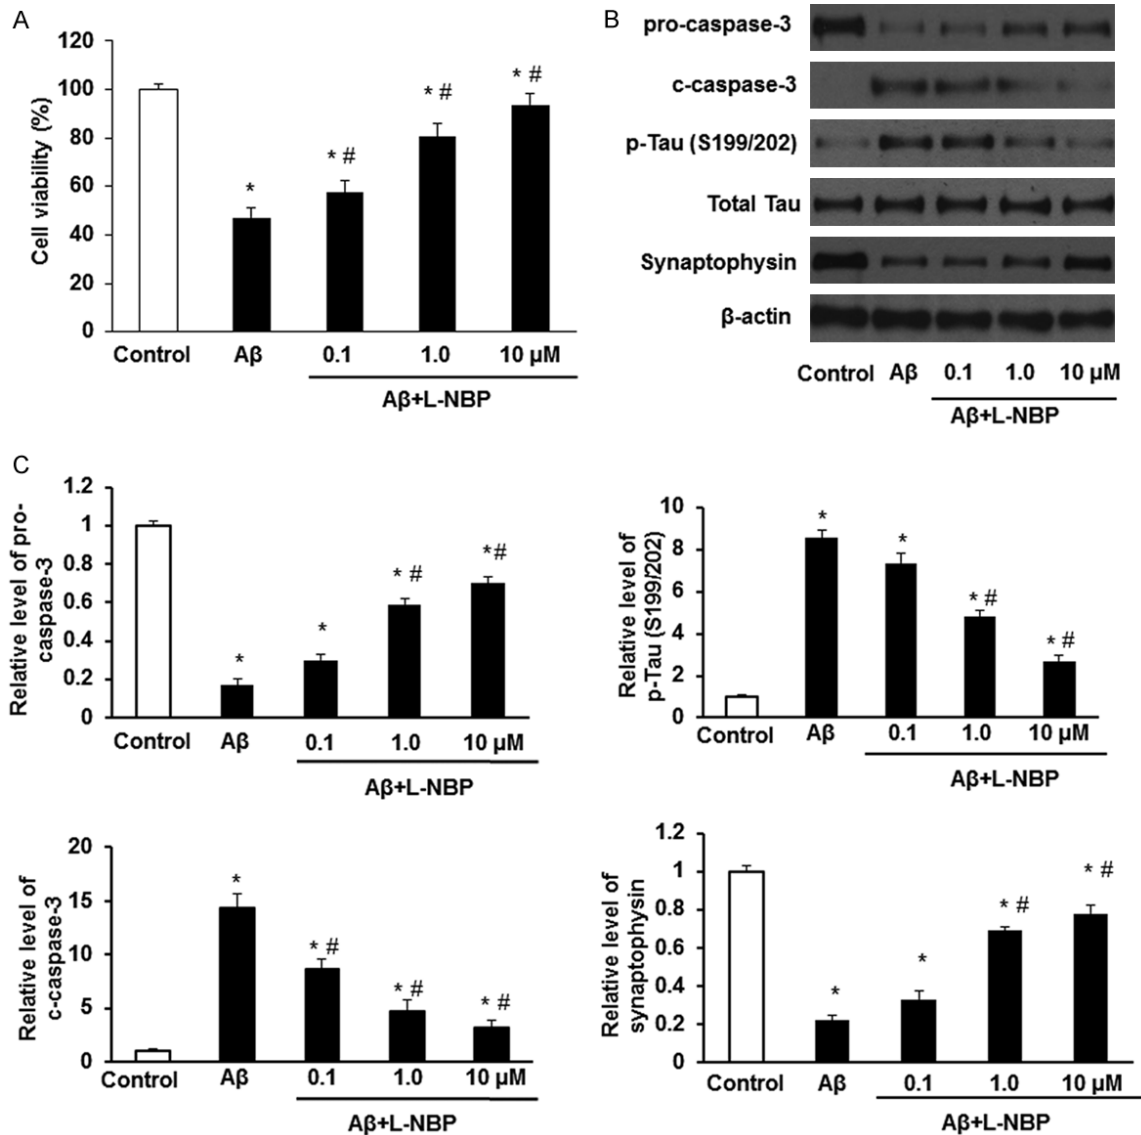 A
Cell viability (%)
120
100
80
60
40
20
0
* 
* #
* #
* #
Control Aβ 0.1 1.0 10 µM
Aβ+L-NBP
B
pro-caspase-3
c-caspase-3
p-Tau (S199/202)
Total Tau
Synaptophysin
β-actin
Control Aβ 0.1 1.0 10 µM
Aβ+L-NBP
C
Relative level of pro-
caspase-3
1.2
1
0.8
0.6
0.4
0.2
0
*
*
* #
*#
Control Aβ 0.1 1.0 10 µM
Aβ+L-NBP
Relative level of
p-Tau (S199/202)
10
8
6
4
2
0
*
*
* #
* #
Control Aβ 0.1 1.0 10 µM
Aβ+L-NBP
Relative level of
c-caspase-3
20
15
10
5
0
*
* #
* #
* #
Control Aβ 0.1 1.0 10 µM
Aβ+L-NBP
Relative level of
synaptophysin
1.2
1
0.8
0.6
0.4
0.2
0
*
*
* #
* #
Control Aβ 0.1 1.0 10 µM
Aβ+L-NBP